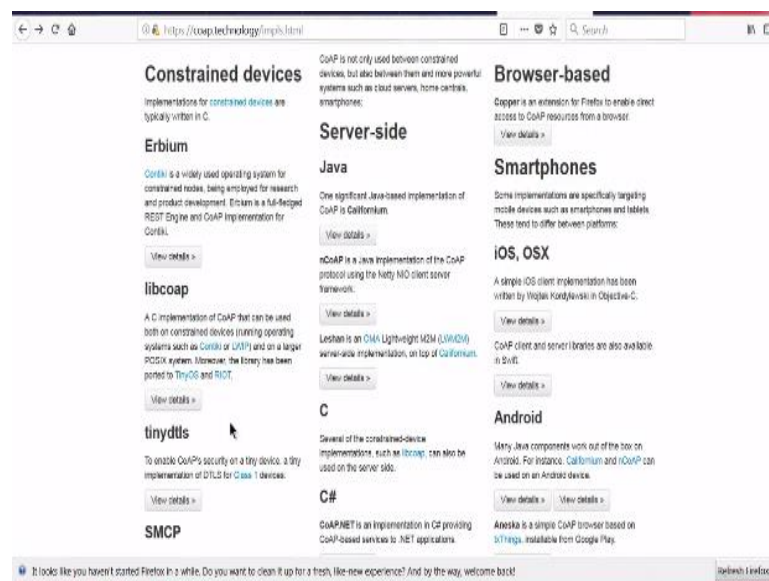 https://coap.technology/impls.html
Search
Constrained devices
Implementations for constrained devices are
typically written in C.
Erbium
Contiki is a widely used operating system for
constrained nodes, being employed for research
and product development. Erbium is a full-fledged
REST Engine and CoAP Implementation for
Contiki.
View details »
libcoap
A C implementation of CoAP that can be used
both on constrained devices (running operating
systems such as Contiki or LWIP) and on a larger
POSIX system. Moreover, the library has been
ported to TinyOS and RIOT.
View details »
tinydtls
To enable CoAP's security on a tiny device, a tiny
implementation of DTLS for Class 1 devices.
View details »
SMCP
CoAP is not only used between constrained
devices, but also between them and more powerful
systems such as cloud servers, home centrals,
smartphones:
Server-side
Java
One significant Java-based implementation of
CoAP is Californium.
View details »
nCoAP is a Java implementation of the CoAP
protocol using the Netty NIO client server
framework.
View details »
Leshan is an OMA Lightweight M2M (LWM2M)
server-side implementation, on top of Californium.
View details »
C
Several of the constrained-device
implementations, such as libcoap, can also be
used on the server side.
C#
CoAP.NET is an implementation in C# providing
CoAP-based services to .NET applications.
Browser-based
Copper is an extension for Firefox to enable direct
access to CoAP resources from a browser.
View details »
Smartphones
Some implementations are specifically targeting
mobile devices such as smartphones and tablets.
These tend to differ between platforms:
iOS, OSX
A simple iOS client implementation has been
written by Wojtek Kordylewski in Objective-C.
View details »
CoAP client and server libraries are also available
in Swift.
View details »
Android
Many Java components work out of the box on
Android. For instance, Californium and nCoAP can
be used on an Android device.
View details » View details »
Aneska is a simple CoAP browser based on
txThings, installable from Google Play.
It looks like you haven't started Firefox in a while. Do you want to clean it up for a fresh, like-new experience? And by the way, welcome back!
Refresh Firefox